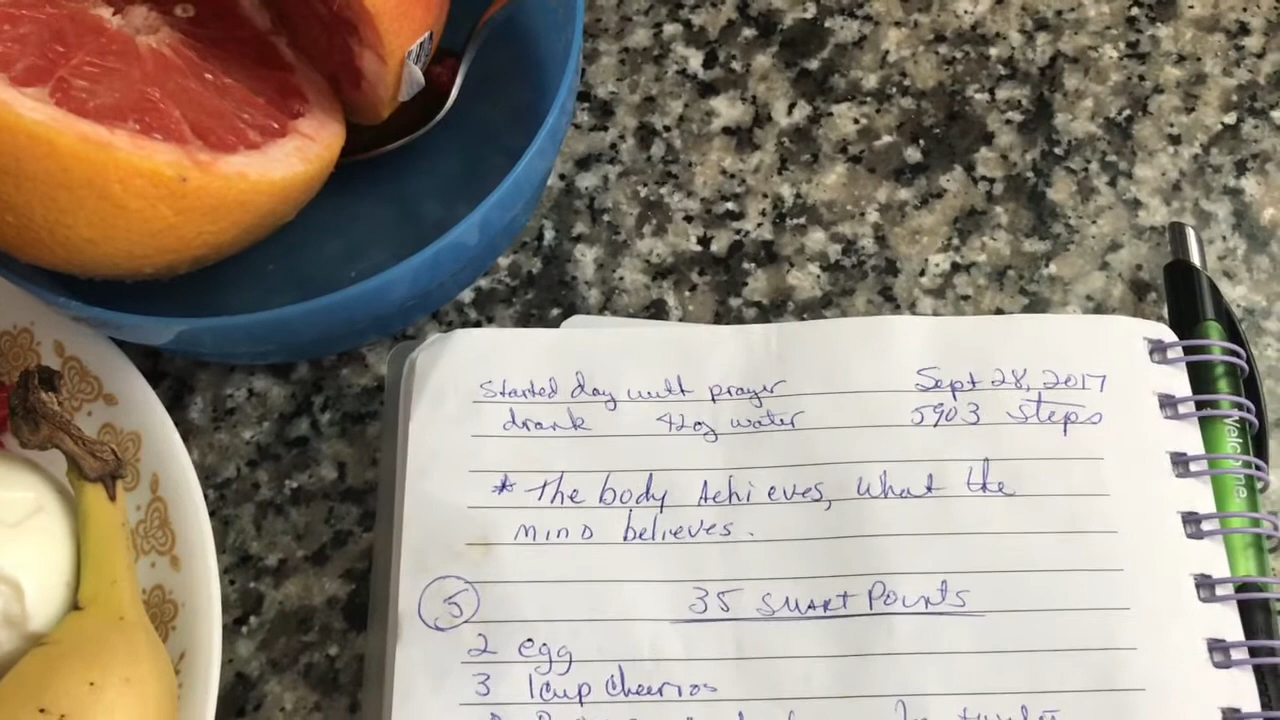 Started day with prayer Sept 28, 2017
drank 42oz water 5903 steps
* The body Achieves, What the
MIND believes.
5 35 SMART POINTS
2 egg
3 1cup cheerios
Welcome.